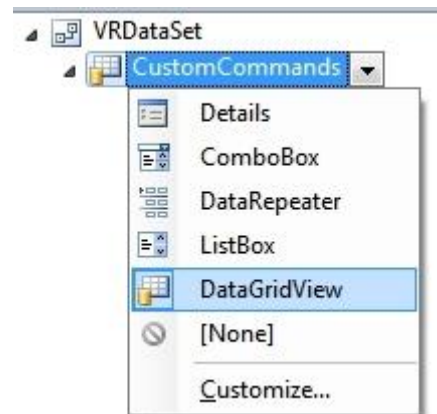 VRDataSet
CustomCommands
Details
ComboBox
DataRepeater
ListBox
DataGridView
[None]
Customize...